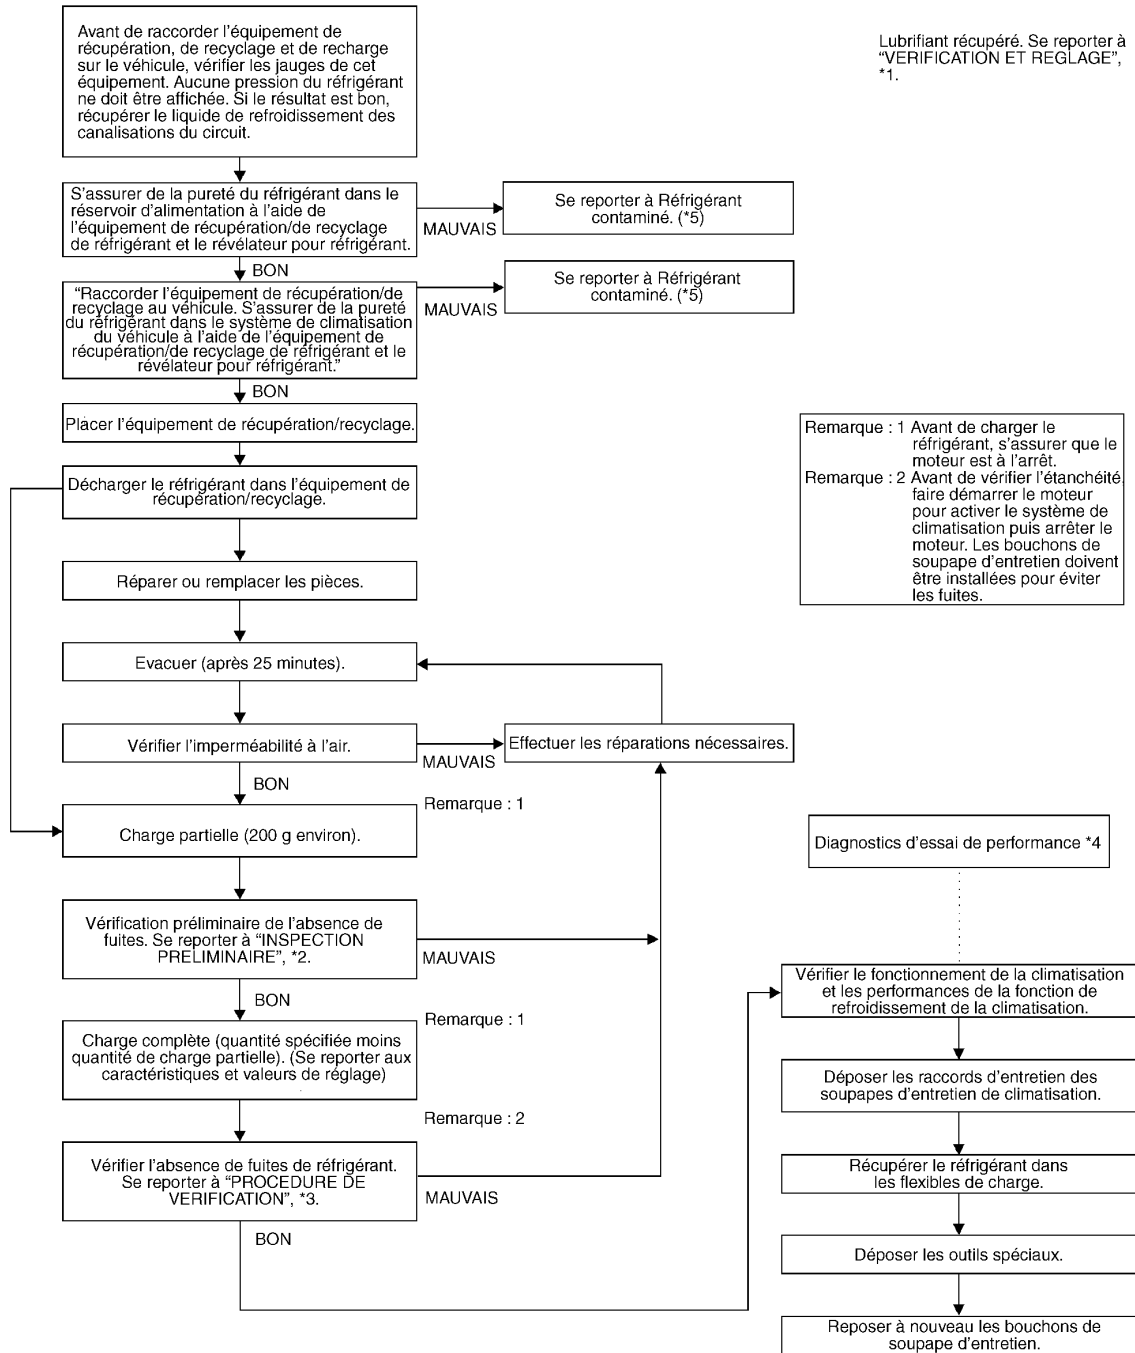 Avant de raccorder l'équipement de
récupération, de recyclage et de recharge
sur le véhicule, vérifier les jauges de cet
équipement. Aucune pression du réfrigérant
ne doit être affichée. Si le résultat est bon,
récupérer le liquide de refroidissement des
canalisations du circuit.
Lubrifiant récupéré. Se reporter à
“VERIFICATION ET REGLAGE”,
*1.
S'assurer de la pureté du réfrigérant dans le
réservoir d'alimentation à l'aide de
l'équipement de récupération/de recyclage
de réfrigérant et le révélateur pour réfrigérant.
MAUVAIS
Se reporter à Réfrigérant
contaminé. (*5)
BON
“Raccorder l'équipement de récupération/de
recyclage au véhicule. S'assurer de la pureté
du réfrigérant dans le système de climatisation
du véhicule à l'aide de l'équipement de
récupération/de recyclage de réfrigérant et le
révélateur pour réfrigérant.”
MAUVAIS
Se reporter à Réfrigérant
contaminé. (*5)
BON
Placer l'équipement de récupération/recyclage.
Remarque : 1 Avant de charger le
réfrigérant, s'assurer que le
moteur est à l'arrêt.
Remarque : 2 Avant de vérifier l'étanchéité,
faire démarrer le moteur
pour activer le système de
climatisation puis arrêter le
moteur. Les bouchons de
soupape d'entretien doivent
être installées pour éviter
les fuites.
Décharger le réfrigérant dans l'équipement de
récupération/recyclage.
Réparer ou remplacer les pièces.
Evacuer (après 25 minutes).
Vérifier l'imperméabilité à l'air.
MAUVAIS
Effectuer les réparations nécessaires.
BON
Remarque : 1
Charge partielle (200 g environ).
Vérification préliminaire de l'absence de
fuites. Se reporter à “INSPECTION
PRELIMINAIRE”, *2.
MAUVAIS
BON
Remarque : 1
Charge complète (quantité spécifiée moins
quantité de charge partielle). (Se reporter aux
caractéristiques et valeurs de réglage)
Remarque : 2
Vérifier l'absence de fuites de réfrigérant.
Se reporter à “PROCEDURE DE
VERIFICATION”, *3.
MAUVAIS
BON
Diagnostics d'essai de performance *4
Vérifier le fonctionnement de la climatisation
et les performances de la fonction de
refroidissement de la climatisation.
Déposer les raccords d'entretien des
soupapes d'entretien de climatisation.
Récupérer le réfrigérant dans
les flexibles de charge.
Déposer les outils spéciaux.
Reposer à nouveau les bouchons de
soupape d'entretien.